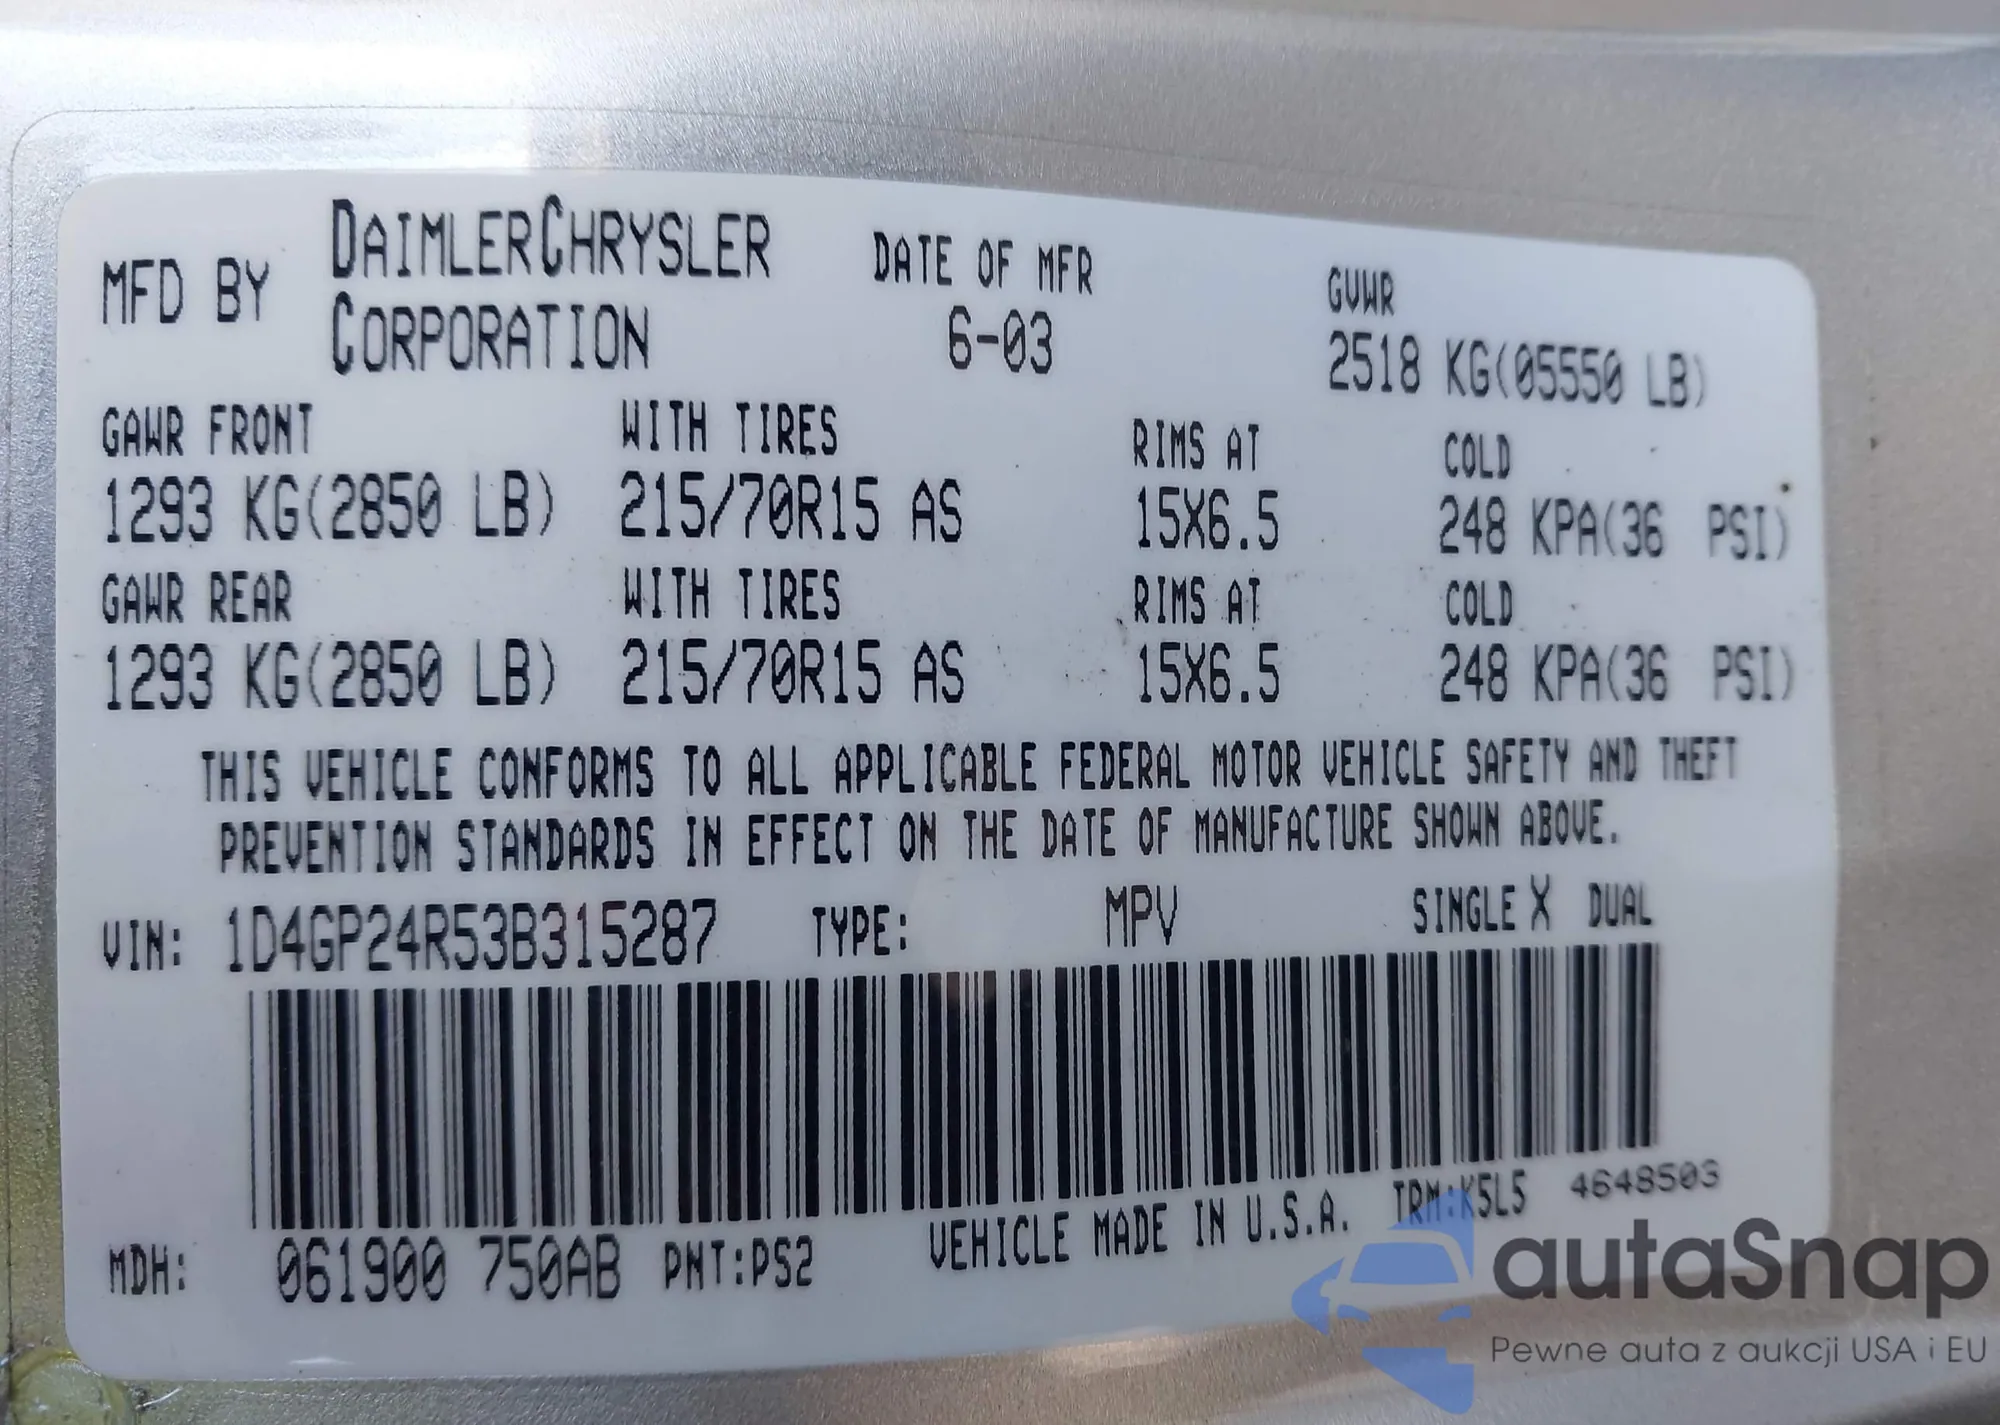 MFD BY DAIMLERCHRYSLER CORPORATION DATE OF MFR 6-03 GVWR 2518 KG(05550 LB)
GAWR FRONT WITH TIRES RIMS AT COLD
1293 KG(2850 LB) 215/70R15 AS 15X6.5 248 KPA(36 PSI)
GAWR REAR WITH TIRES RIMS AT COLD
1293 KG(2850 LB) 215/70R15 AS 15X6.5 248 KPA(36 PSI)
THIS VEHICLE CONFORMS TO ALL APPLICABLE FEDERAL MOTOR VEHICLE SAFETY AND THEFT
PREVENTION STANDARDS IN EFFECT ON THE DATE OF MANUFACTURE SHOWN ABOVE.
VIN: 1D4GP24R53B315287 TYPE: MPV SINGLE X DUAL
MDH: 061900 750AB PNT:PS2 VEHICLE MADE IN U.S.A. TRM:K5L5 4648503
autaSnap
Pewne auta z aukcji USA i EU